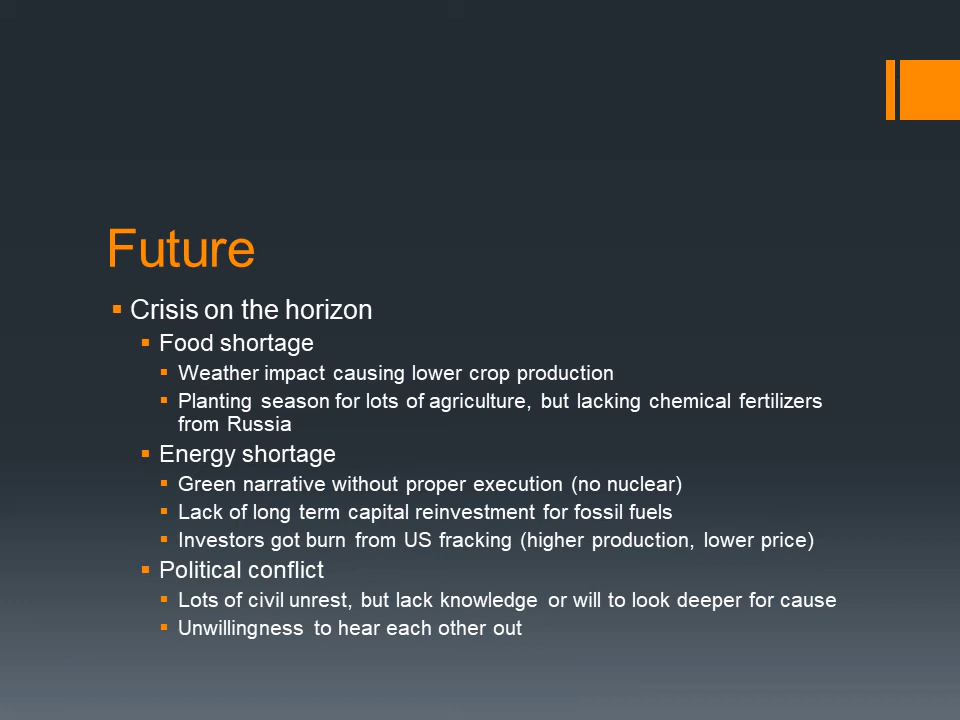 Future
Crisis on the horizon
Food shortage
Weather impact causing lower crop production
Planting season for lots of agriculture, but lacking chemical fertilizers
from Russia
Energy shortage
Green narrative without proper execution (no nuclear)
Lack of long term capital reinvestment for fossil fuels
Investors got burn from US fracking (higher production, lower price)
Political conflict
Lots of civil unrest, but lack knowledge or will to look deeper for cause
Unwillingness to hear each other out